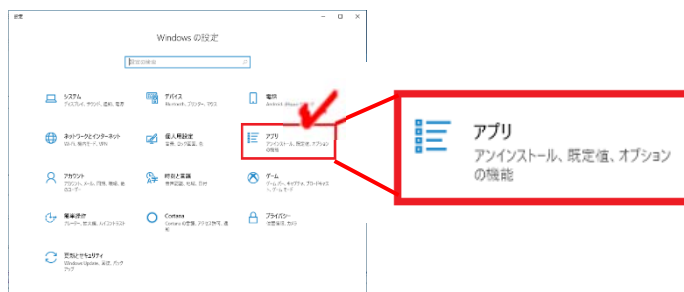 設定
Windows の設定
設定の検索
システム
ディスプレイ、サウンド、通知、電源
デバイス
Bluetooth、プリンター、マウス
電話
ネットワークとインターネット
Wi-Fi、機内モード、VPN
個人用設定
背景、ロック画面、色
アプリ
アンインストール、既定値、オプション
の機能
アプリ
アンインストール、既定値、オプション
の機能
アカウント
時刻と言語
ゲーム
簡単操作
Cortana
プライバシー
更新とセキュリティ
Windows Update、